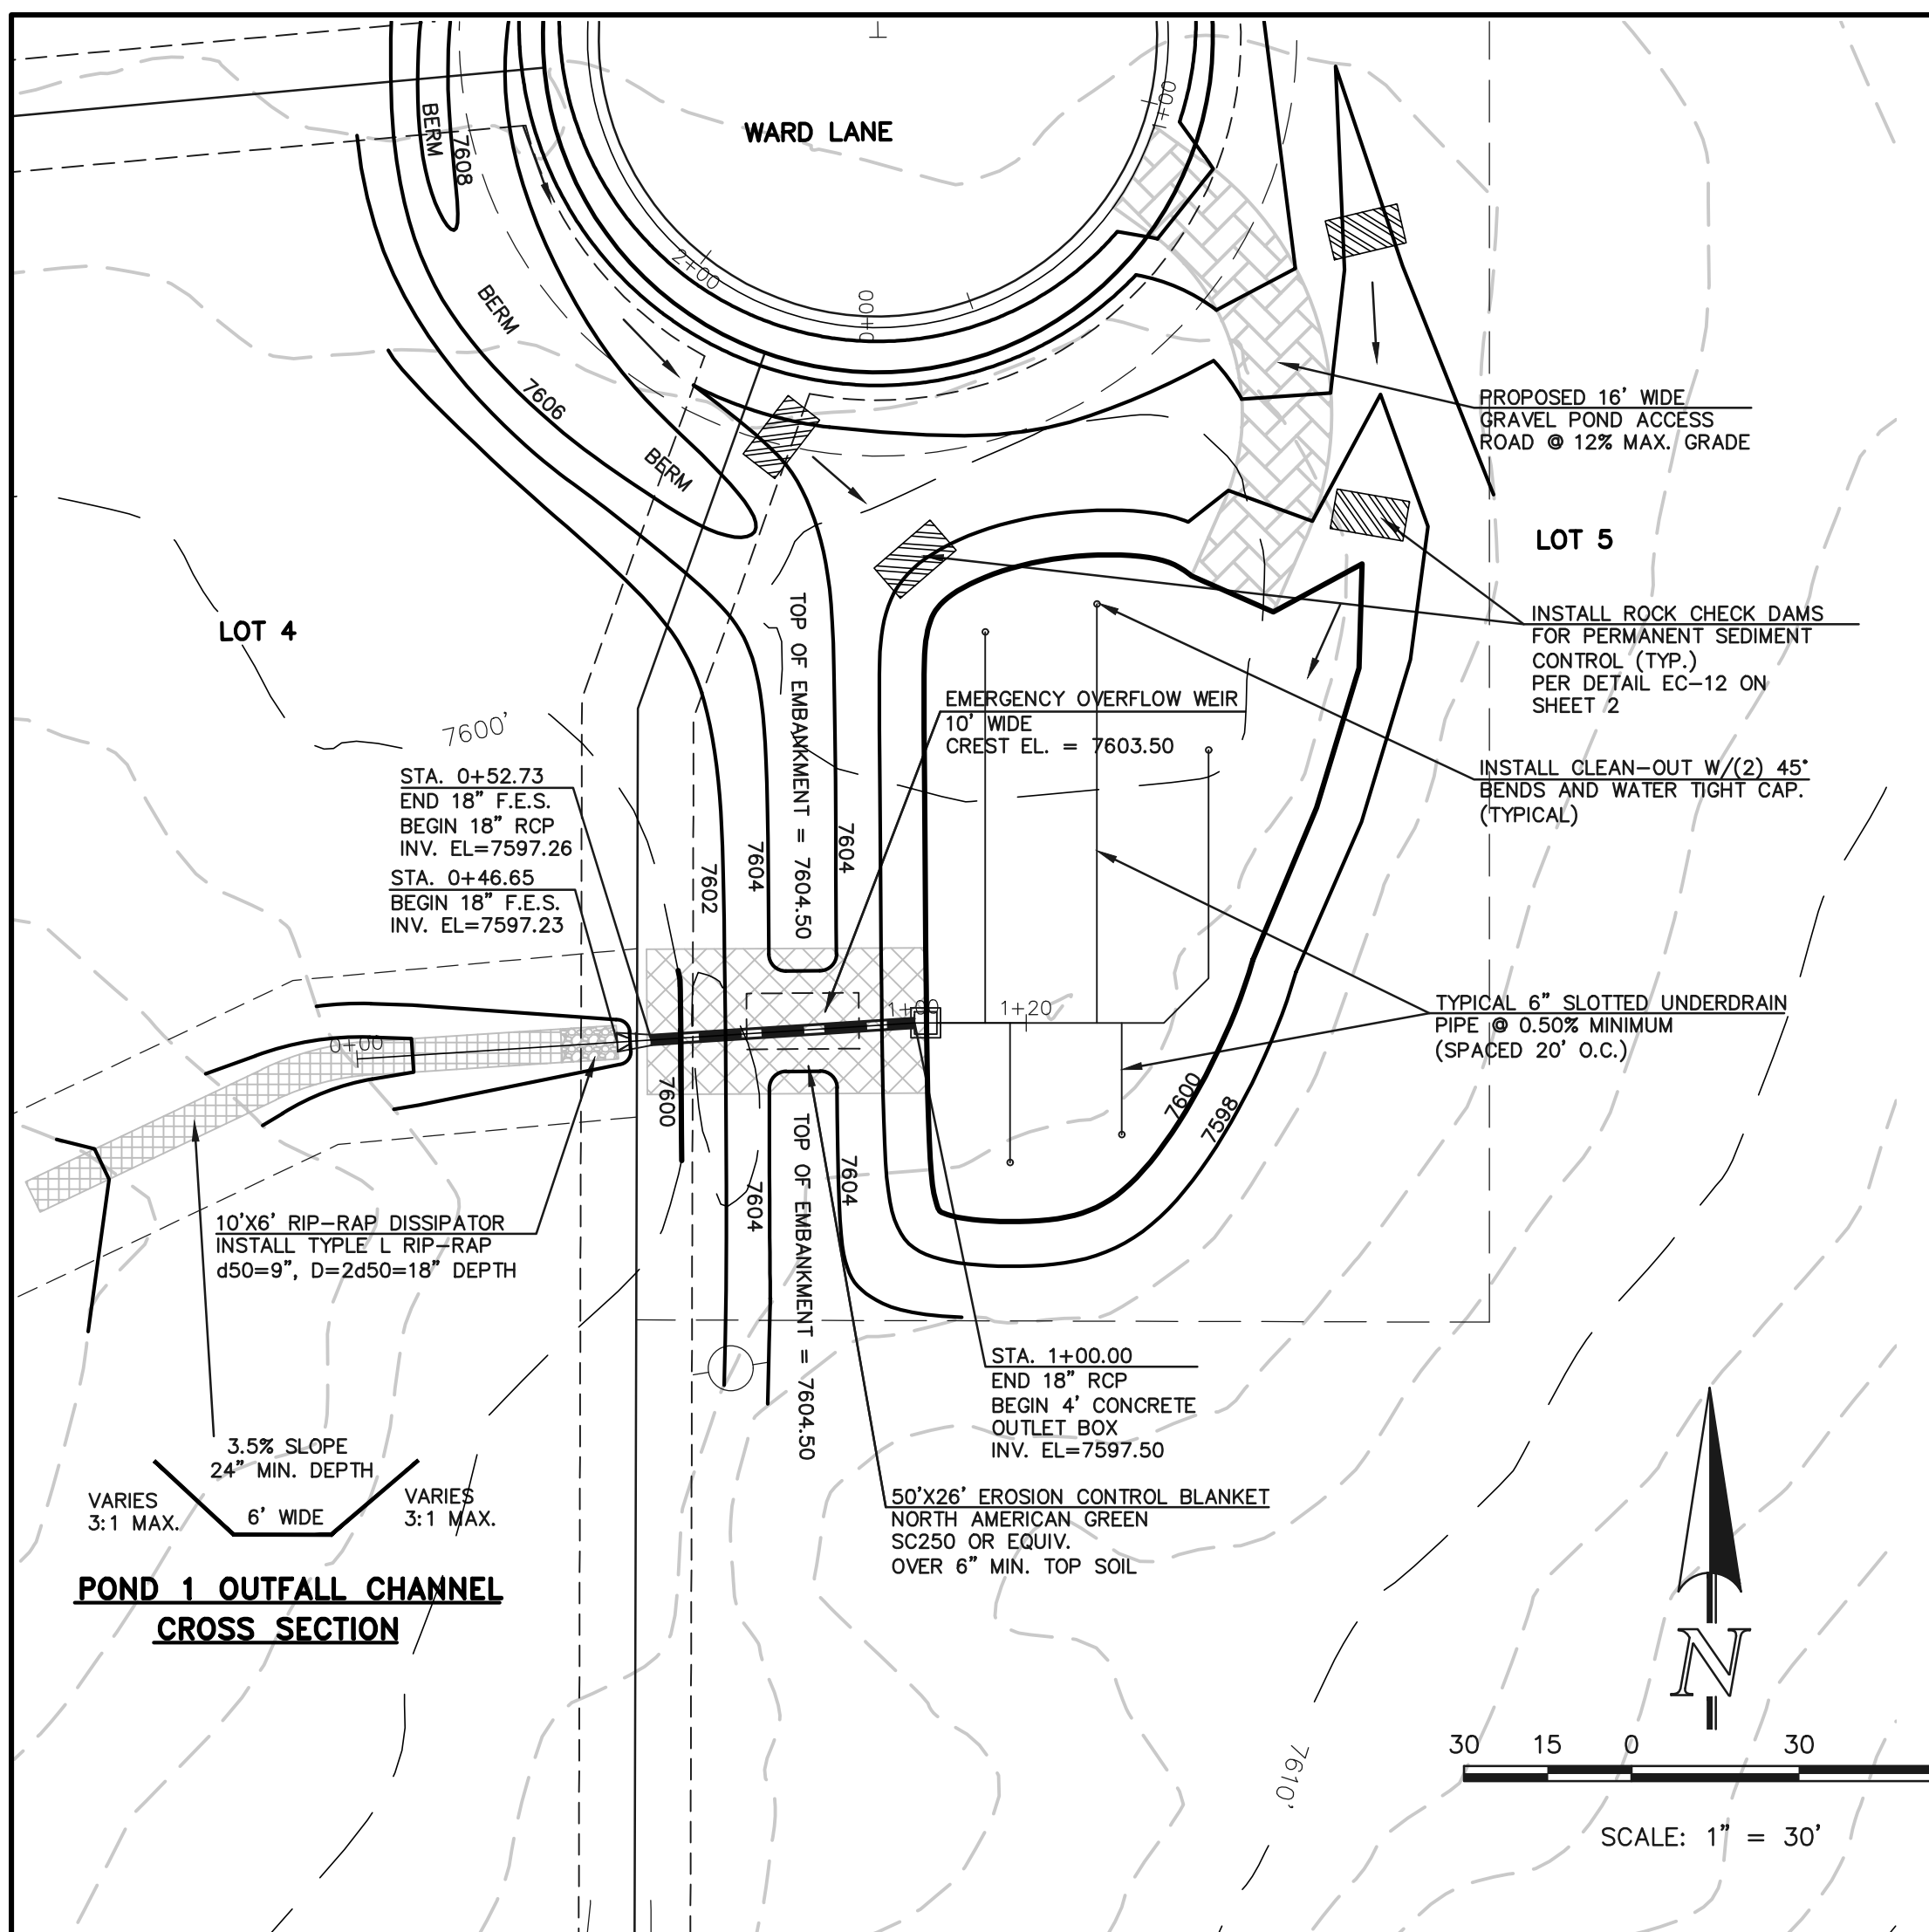 WARD LANE
1+00
2+00
0+00
BERM
7608
BERM
7606
BERM
PROPOSED 16' WIDE
GRAVEL POND ACCESS
ROAD @ 12% MAX. GRADE
LOT 5
LOT 4
INSTALL ROCK CHECK DAMS
FOR PERMANENT SEDIMENT
CONTROL (TYP.)
PER DETAIL EC-12 ON
SHEET 2
TOP OF EMBANKMENT = 7604.50
EMERGENCY OVERFLOW WEIR
10' WIDE
CREST EL. = 7603.50
7600'
STA. 0+52.73
END 18" F.E.S.
BEGIN 18" RCP
INV. EL=7597.26
STA. 0+46.65
BEGIN 18" F.E.S.
INV. EL=7597.23
INSTALL CLEAN-OUT W/(2) 45°
BENDS AND WATER TIGHT CAP.
(TYPICAL)
7602
7604
7604
1+00
1+20
TYPICAL 6" SLOTTED UNDERDRAIN
PIPE @ 0.50% MINIMUM
(SPACED 20' O.C.)
0+00
7600
7600
7598
7604
7604
TOP OF EMBANKMENT = 7604.50
10'X6' RIP-RAP DISSIPATOR
INSTALL TYPLE L RIP-RAP
d50=9", D=2d50=18" DEPTH
STA. 1+00.00
END 18" RCP
BEGIN 4' CONCRETE
OUTLET BOX
INV. EL=7597.50
3.5% SLOPE
24" MIN. DEPTH
VARIES
3:1 MAX.
6' WIDE
VARIES
3:1 MAX.
50'X26' EROSION CONTROL BLANKET
NORTH AMERICAN GREEN
SC250 OR EQUIV.
OVER 6" MIN. TOP SOIL
POND 1 OUTFALL CHANNEL
CROSS SECTION
N
7610'
30 15 0 30
SCALE: 1" = 30'